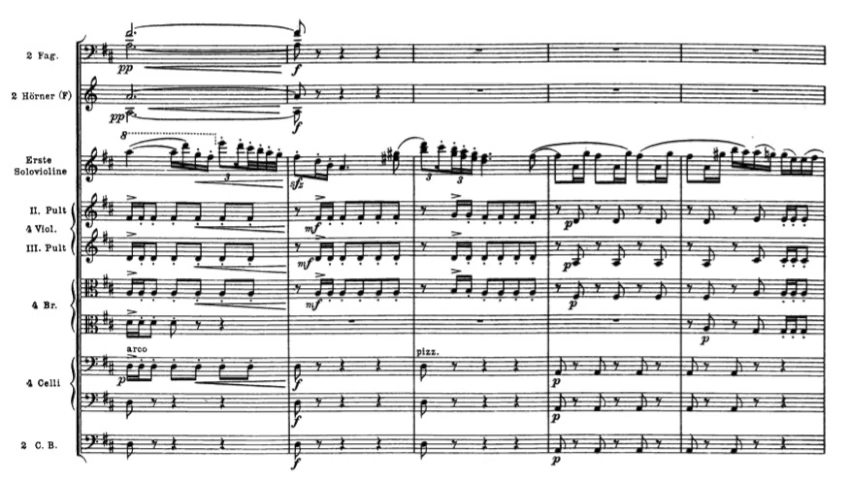 2 Fag.
pp
f
2 Hörner (F)
pp
f
8
Erste
Solovioline
3
sfz
3
3
II. Pult
mf
p
4 Viol.
III. Pult
mf
p
4 Br.
mf
p
p
arco
pizz.
p
f
p
4 Celli
f
p
2 C. B.
f
p